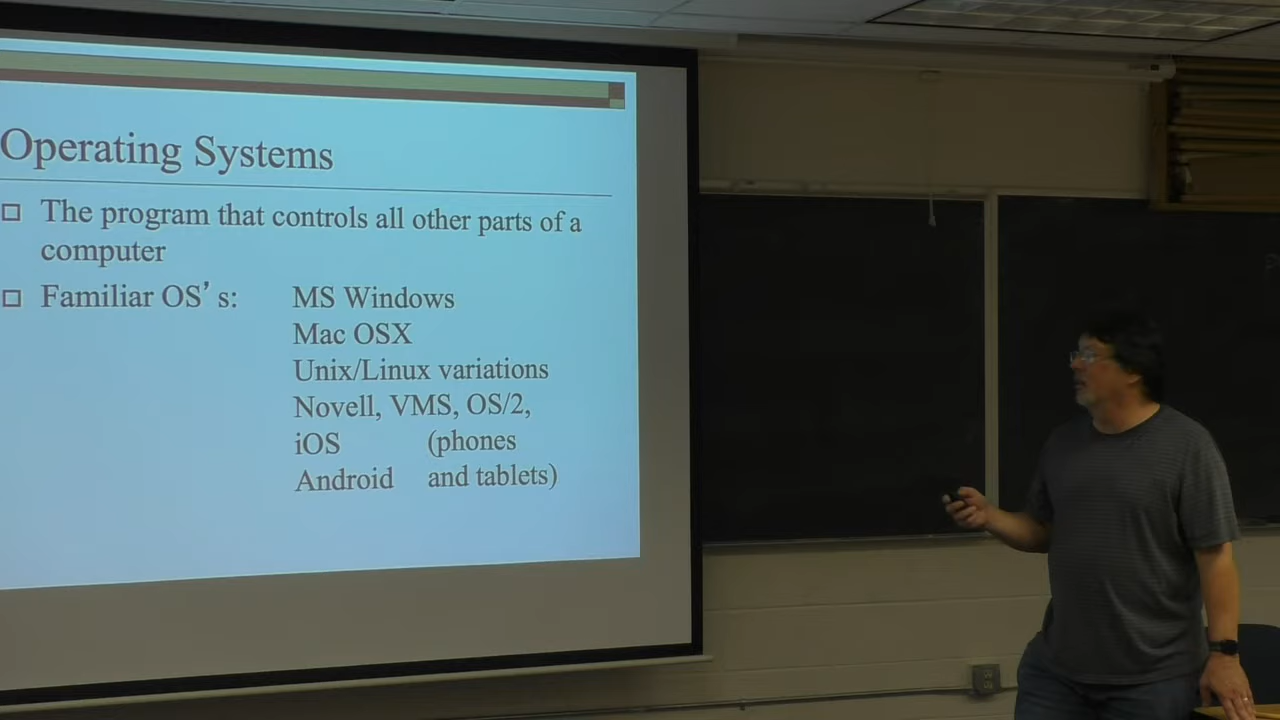 Operating Systems
The program that controls all other parts of a
computer
Familiar OS’s: MS Windows
Mac OSX
Unix/Linux variations
Novell, VMS, OS/2,
iOS (phones
Android and tablets)